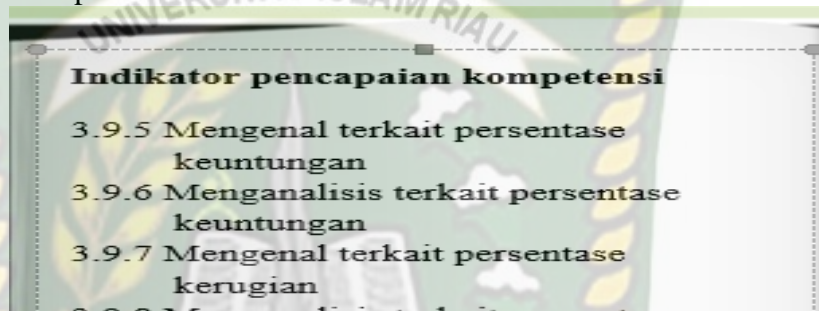 UNIVERSITAS ISLAM RIAU
Indikator pencapaian kompetensi
3.9.5 Mengenal terkait persentase
keuntungan
3.9.6 Menganalisis terkait persentase
keuntungan
3.9.7 Mengenal terkait persentase
kerugian